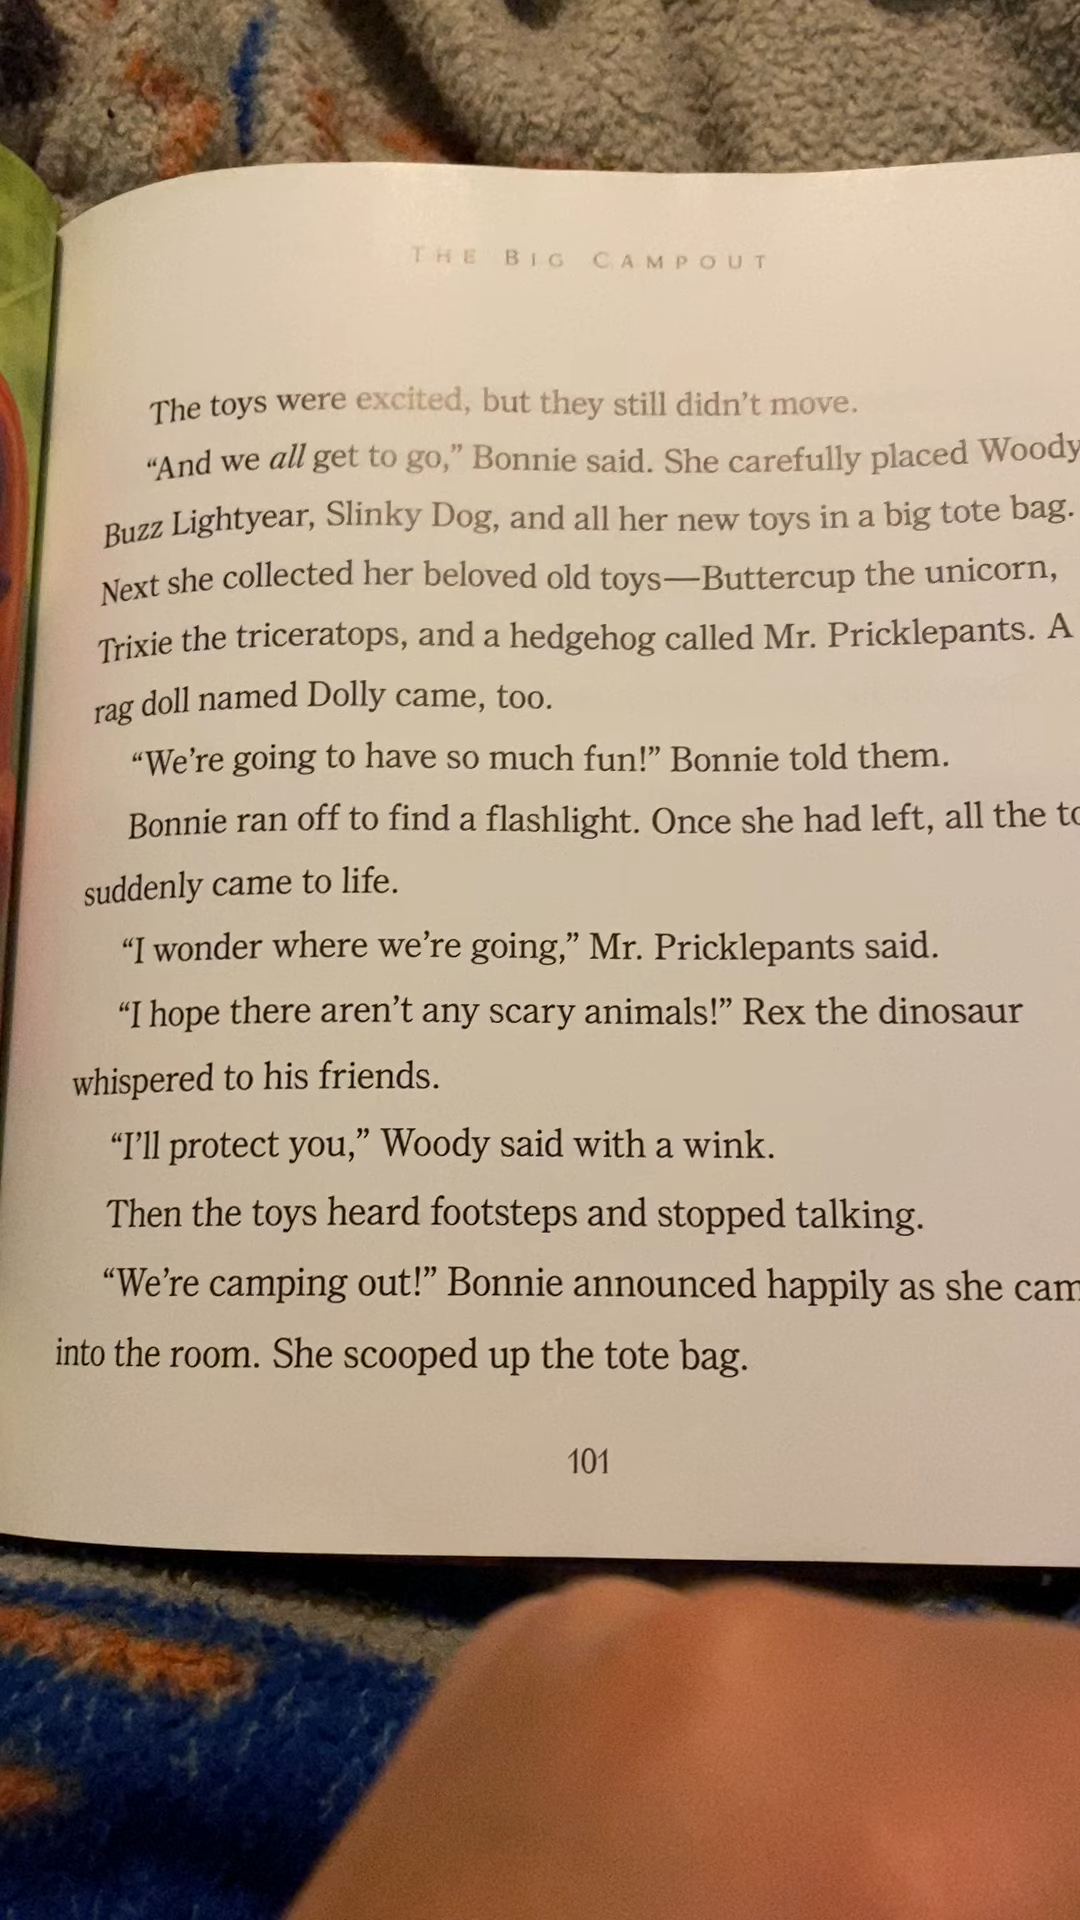 THE BIG CAMPOUT
The toys were excited, but they still didn't move.
“And we all get to go,” Bonnie said. She carefully placed Woody
Buzz Lightyear, Slinky Dog, and all her new toys in a big tote bag.
Next she collected her beloved old toys—Buttercup the unicorn,
Trixie the triceratops, and a hedgehog called Mr. Pricklepants. A
rag doll named Dolly came, too.
“We’re going to have so much fun!” Bonnie told them.
Bonnie ran off to find a flashlight. Once she had left, all the
suddenly came to life.
“I wonder where we’re going,” Mr. Pricklepants said.
“I hope there aren’t any scary animals!” Rex the dinosaur
whispered to his friends.
“I’ll protect you,” Woody said with a wink.
Then the toys heard footsteps and stopped talking.
“We’re camping out!” Bonnie announced happily as she
into the room. She scooped up the tote bag.
101